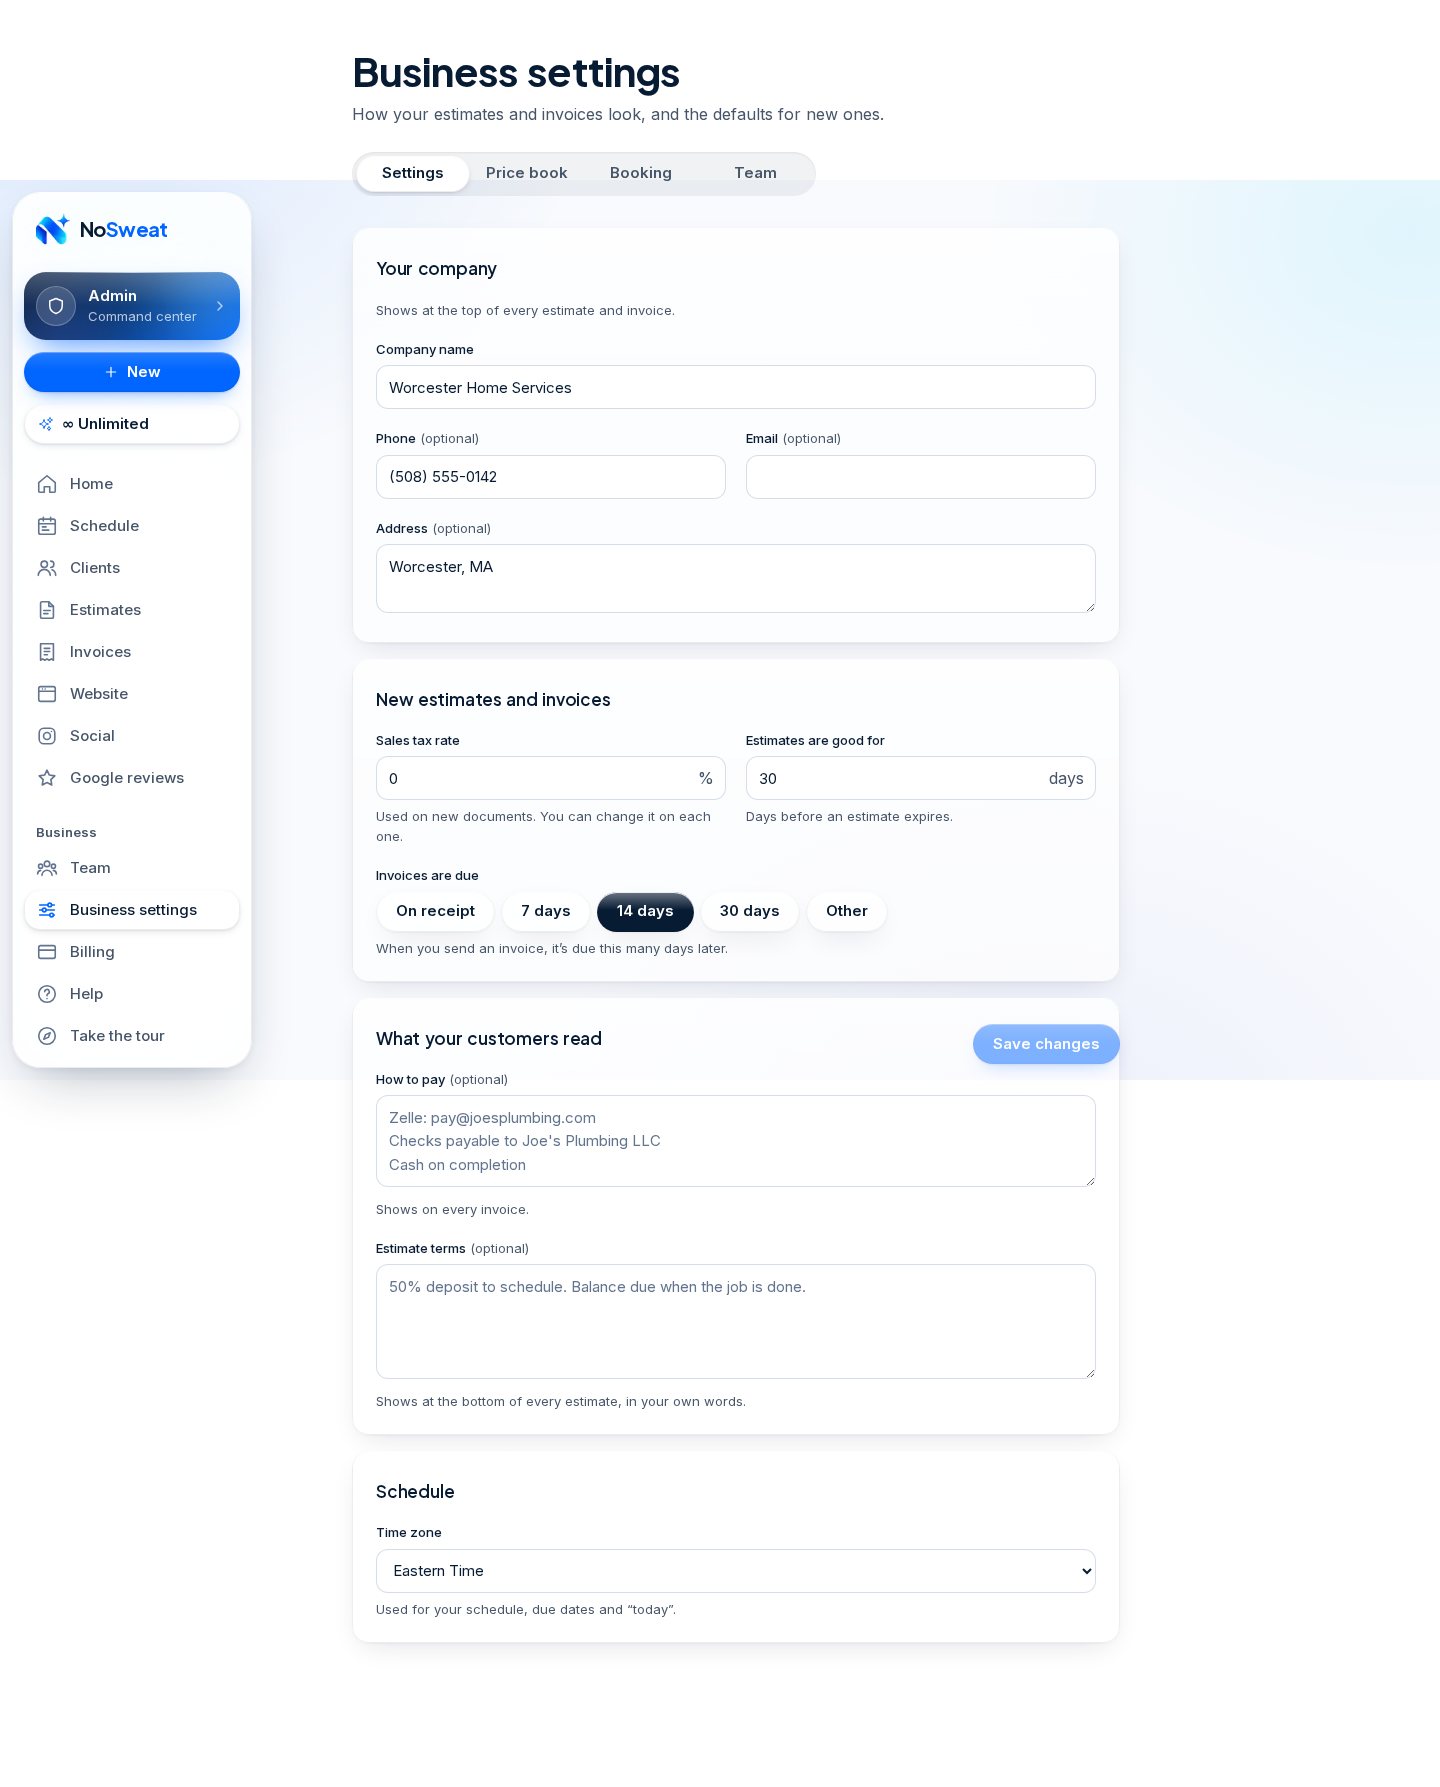 Business settings
How your estimates and invoices look, and the defaults for new ones.
Settings
Price book
Booking
Team
NoSweat
Admin
Command center
New
∞ Unlimited
Home
Schedule
Clients
Estimates
Invoices
Website
Social
Google reviews
Business
Team
Business settings
Billing
Help
Take the tour
Your company
Shows at the top of every estimate and invoice.
Company name
Worcester Home Services
Phone (optional)
(508) 555-0142
Email (optional)
Address (optional)
Worcester, MA
New estimates and invoices
Sales tax rate
0 %
Used on new documents. You can change it on each
one.
Estimates are good for
30 days
Days before an estimate expires.
Invoices are due
On receipt
7 days
14 days
30 days
Other
When you send an invoice, it’s due this many days later.
What your customers read
Save changes
How to pay (optional)
Zelle: pay@joesplumbing.com
Checks payable to Joe's Plumbing LLC
Cash on completion
Shows on every invoice.
Estimate terms (optional)
50% deposit to schedule. Balance due when the job is done.
Shows at the bottom of every estimate, in your own words.
Schedule
Time zone
Eastern Time
Used for your schedule, due dates and “today”.